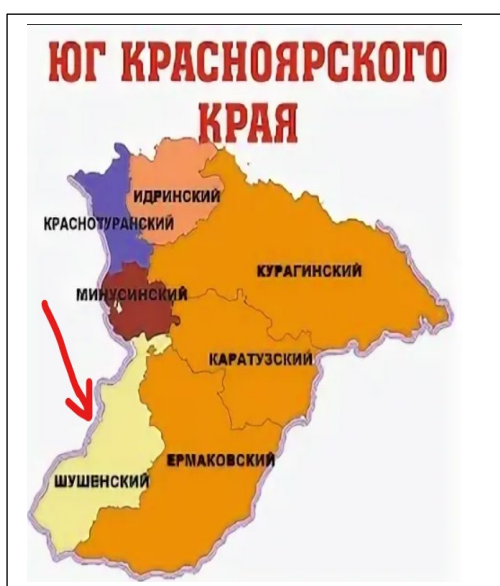 ЮГ КРАСНОЯРСКОГО
КРАЯ
ИДРИНСКИЙ
КРАСНОТУРАНСКИЙ
КУРАГИНСКИЙ
МИНУСИНСКИЙ
КАРАТУЗСКИЙ
ЕРМАКОВСКИЙ
ШУШЕНСКИЙ